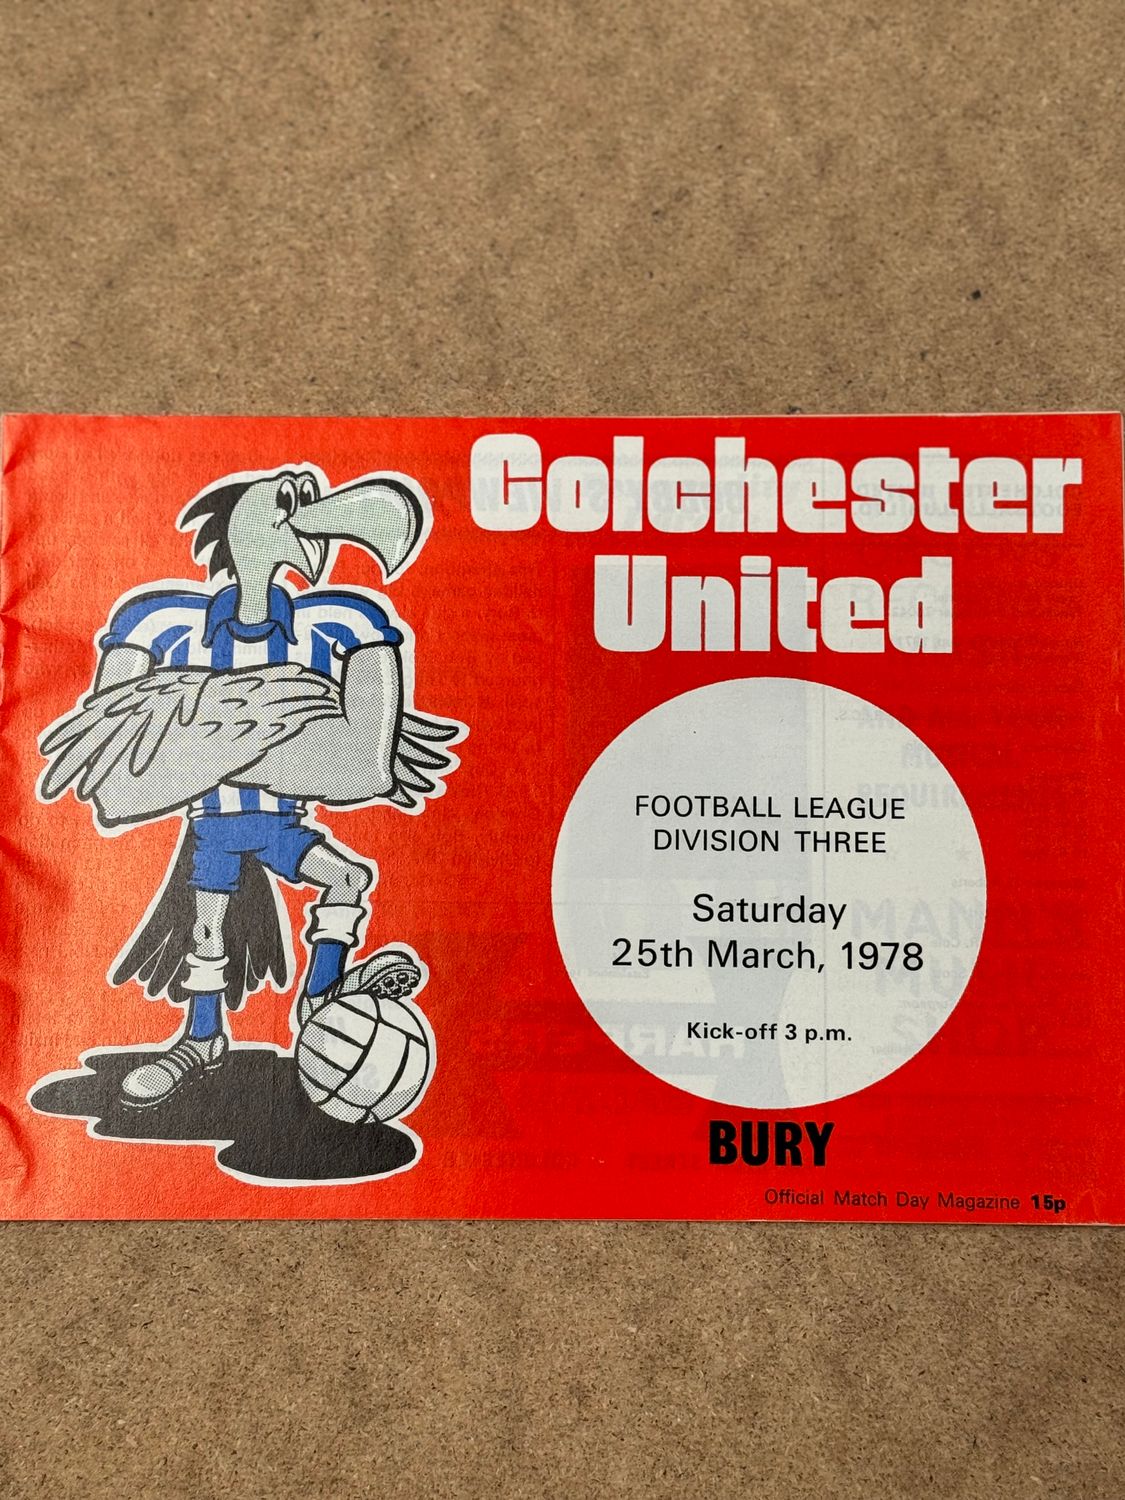 Colchester
United
FOOTBALL LEAGUE
DIVISION THREE
Saturday
25th March, 1978
Kick-off 3 p.m.
BURY
Official Match Day Magazine 15p